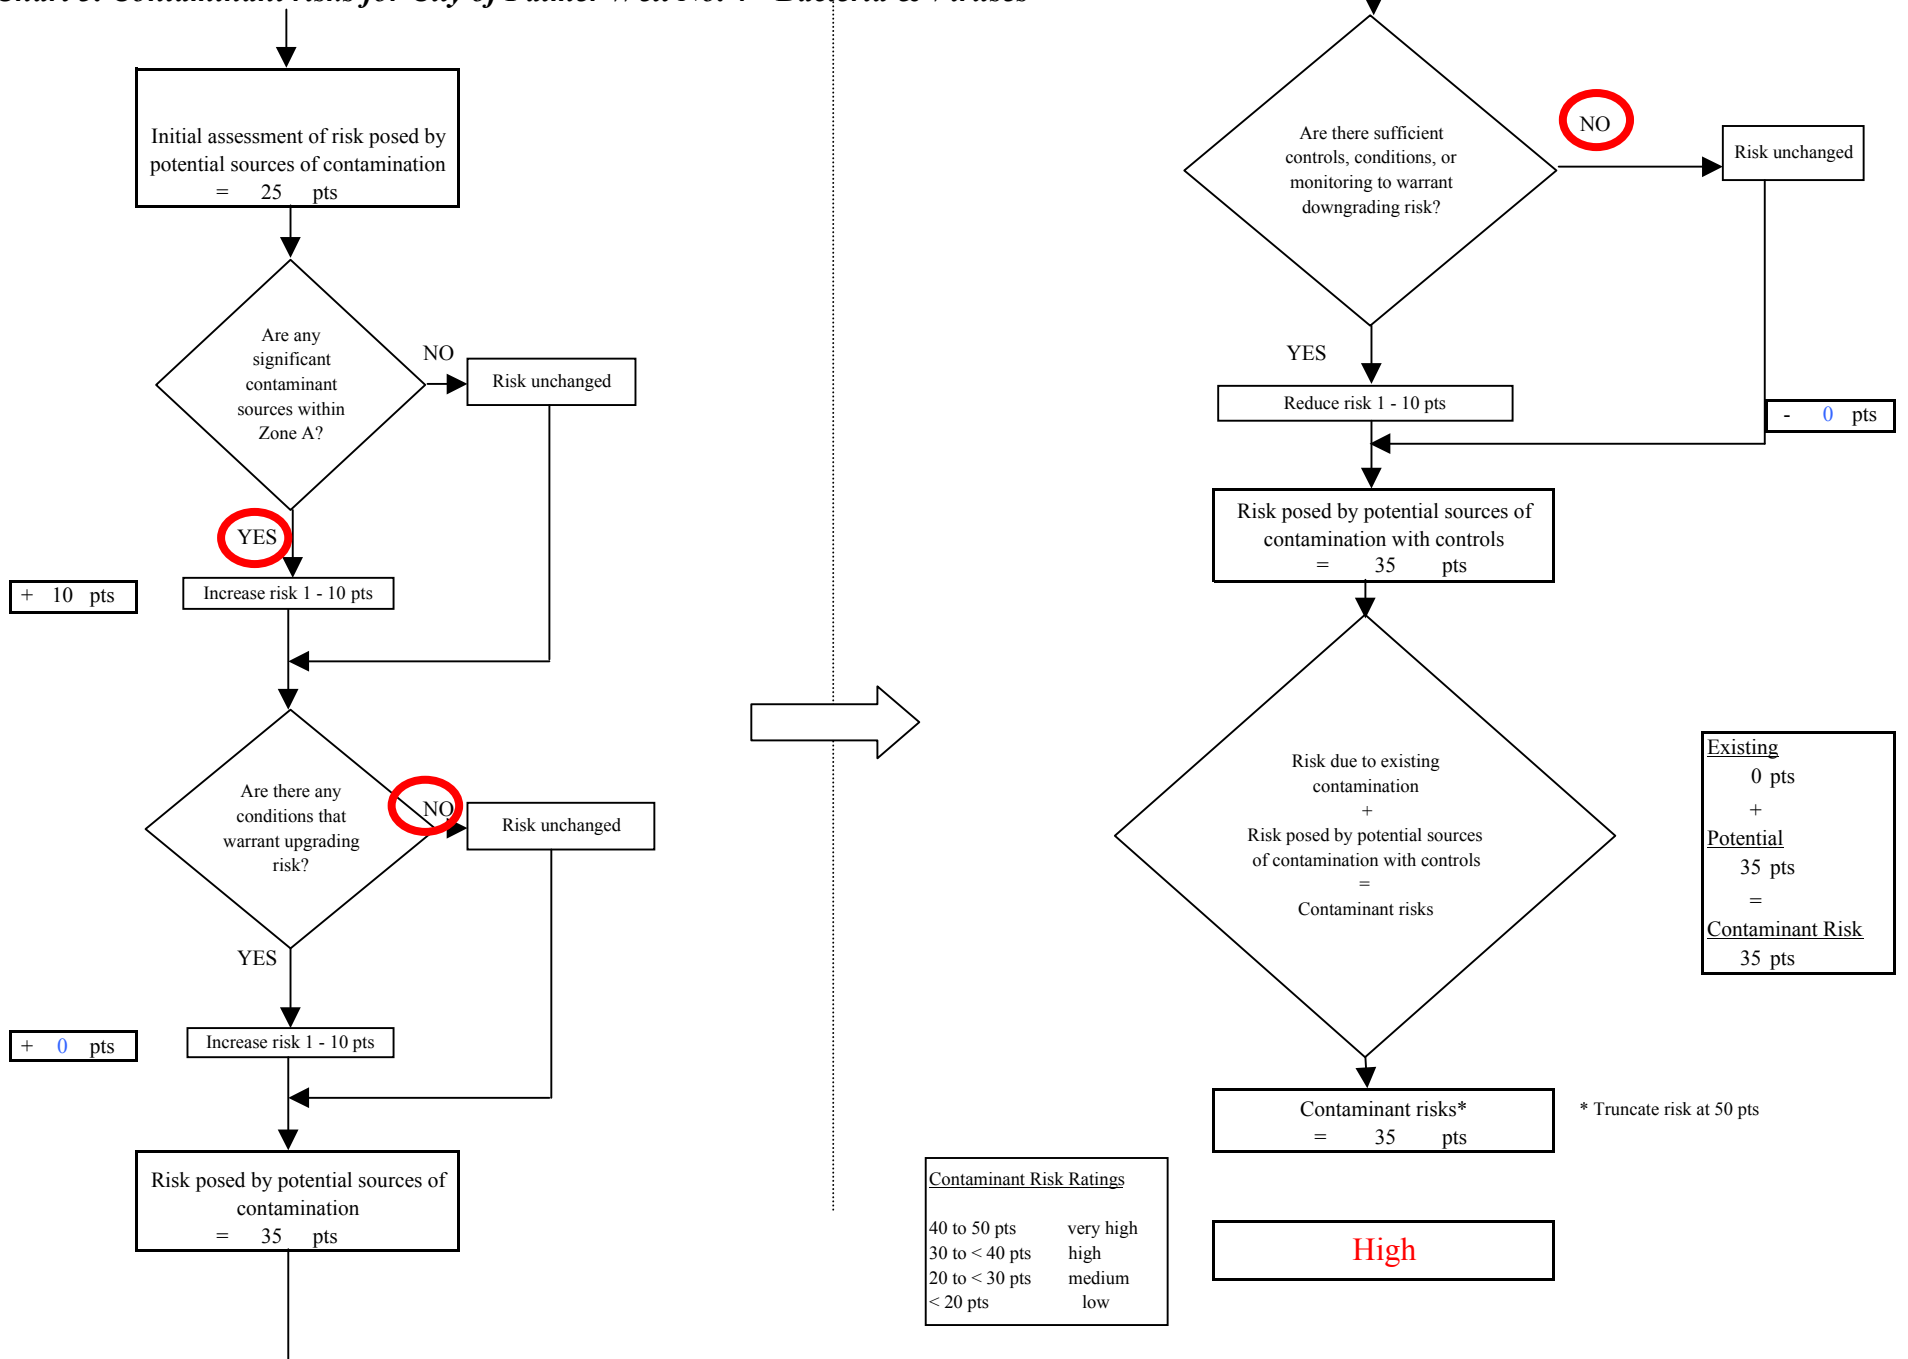 Initial assessment of risk posed by
potential sources of contamination
= 25 pts
Are any
significant
contaminant
sources within
Zone A?
NO
Risk unchanged
YES
+ 10 pts
Increase risk 1 - 10 pts
Are there any
conditions that
warrant upgrading
risk?
NO
Risk unchanged
YES
+ 0 pts
Increase risk 1 - 10 pts
Risk posed by potential sources of
contamination
= 35 pts
Are there sufficient
controls, conditions, or
monitoring to warrant
downgrading risk?
NO
Risk unchanged
YES
Reduce risk 1 - 10 pts
- 0 pts
Risk posed by potential sources of
contamination with controls
= 35 pts
Risk due to existing
contamination
+
Risk posed by potential sources
of contamination with controls
=
Contaminant risks
Existing
0 pts
+
Potential
35 pts
=
Contaminant Risk
35 pts
Contaminant risks*
= 35 pts
* Truncate risk at 50 pts
Contaminant Risk Ratings
40 to 50 pts very high
30 to < 40 pts high
20 to < 30 pts medium
< 20 pts low
High